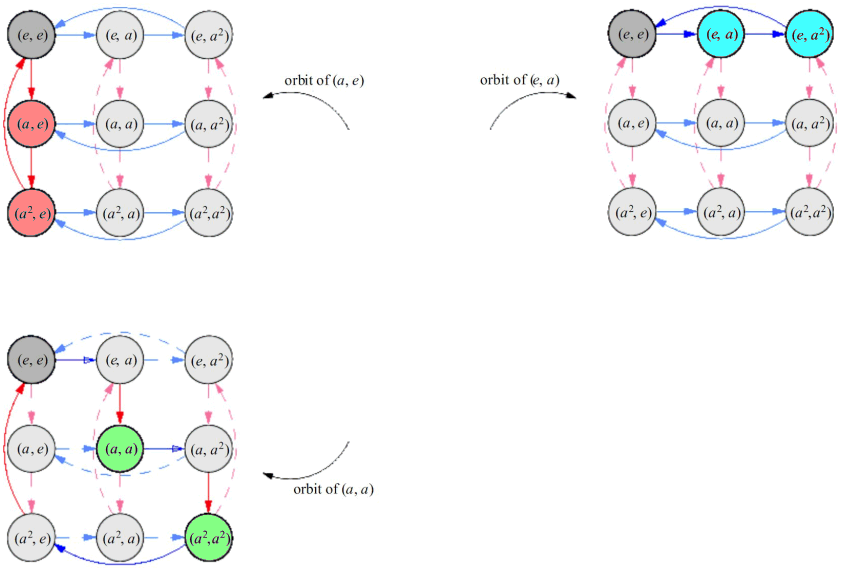 (e, e) (e, a) (e, a²)
(a, e) (a, a) (a, a²)
(a², e) (a², a) (a²,a²)
orbit of (a, e)
orbit of (e, a)
(e, e) (e, a) (e, a²)
(a, e) (a, a) (a, a²)
(a², e) (a², a) (a²,a²)
(e, e) (e, a) (e, a²)
(a, e) (a, a) (a, a²)
(a², e) (a², a) (a²,a²)
orbit of (a, a)